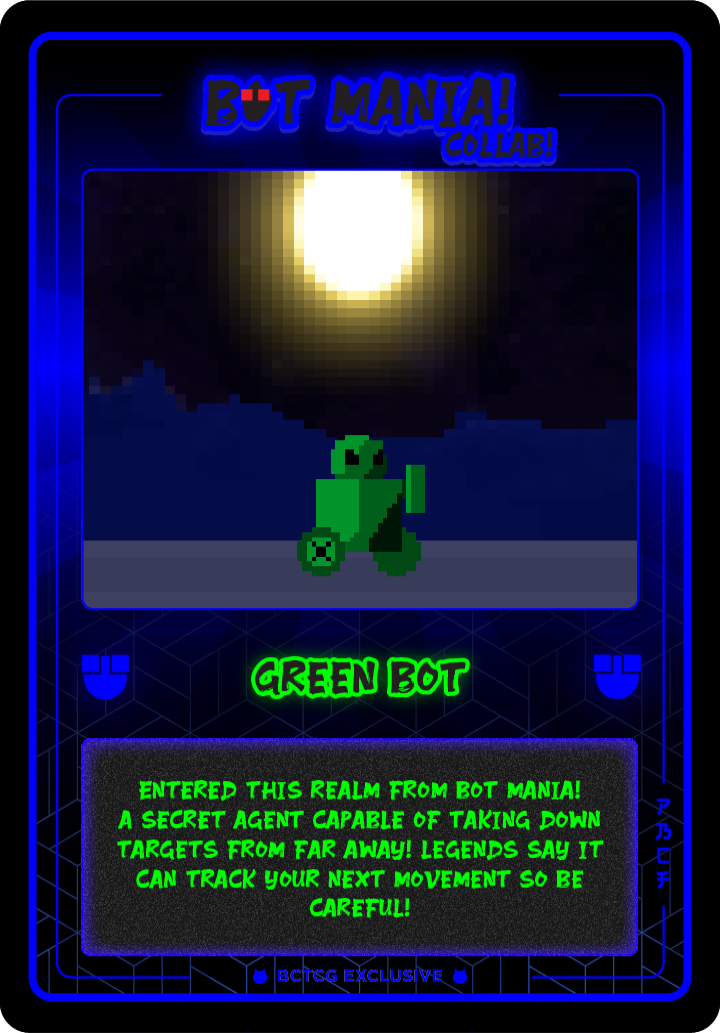 BOT MANIA!
COLLAB!
GREEN BOT
ENTERED THIS REALM FROM BOT MANIA!
A SECRET AGENT CAPABLE OF TAKING DOWN
TARGETS FROM FAR AWAY! LEGENDS SAY IT
CAN TRACK YOUR NEXT MOVEMENT SO BE
CAREFUL!
BCTCG EXCLUSIVE